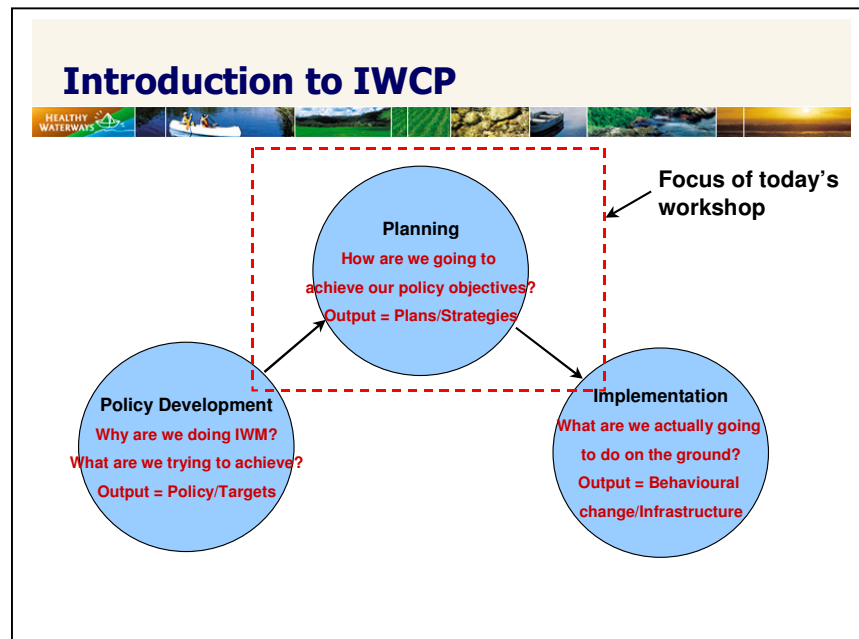 Introduction to IWCP
HEALTHY
WATERWAYS
Focus of today’s
workshop
Planning
How are we going to
achieve our policy objectives?
Output = Plans/Strategies
Policy Development
Why are we doing IWM?
What are we trying to achieve?
Output = Policy/Targets
Implementation
What are we actually going
to do on the ground?
Output = Behavioural
change/Infrastructure